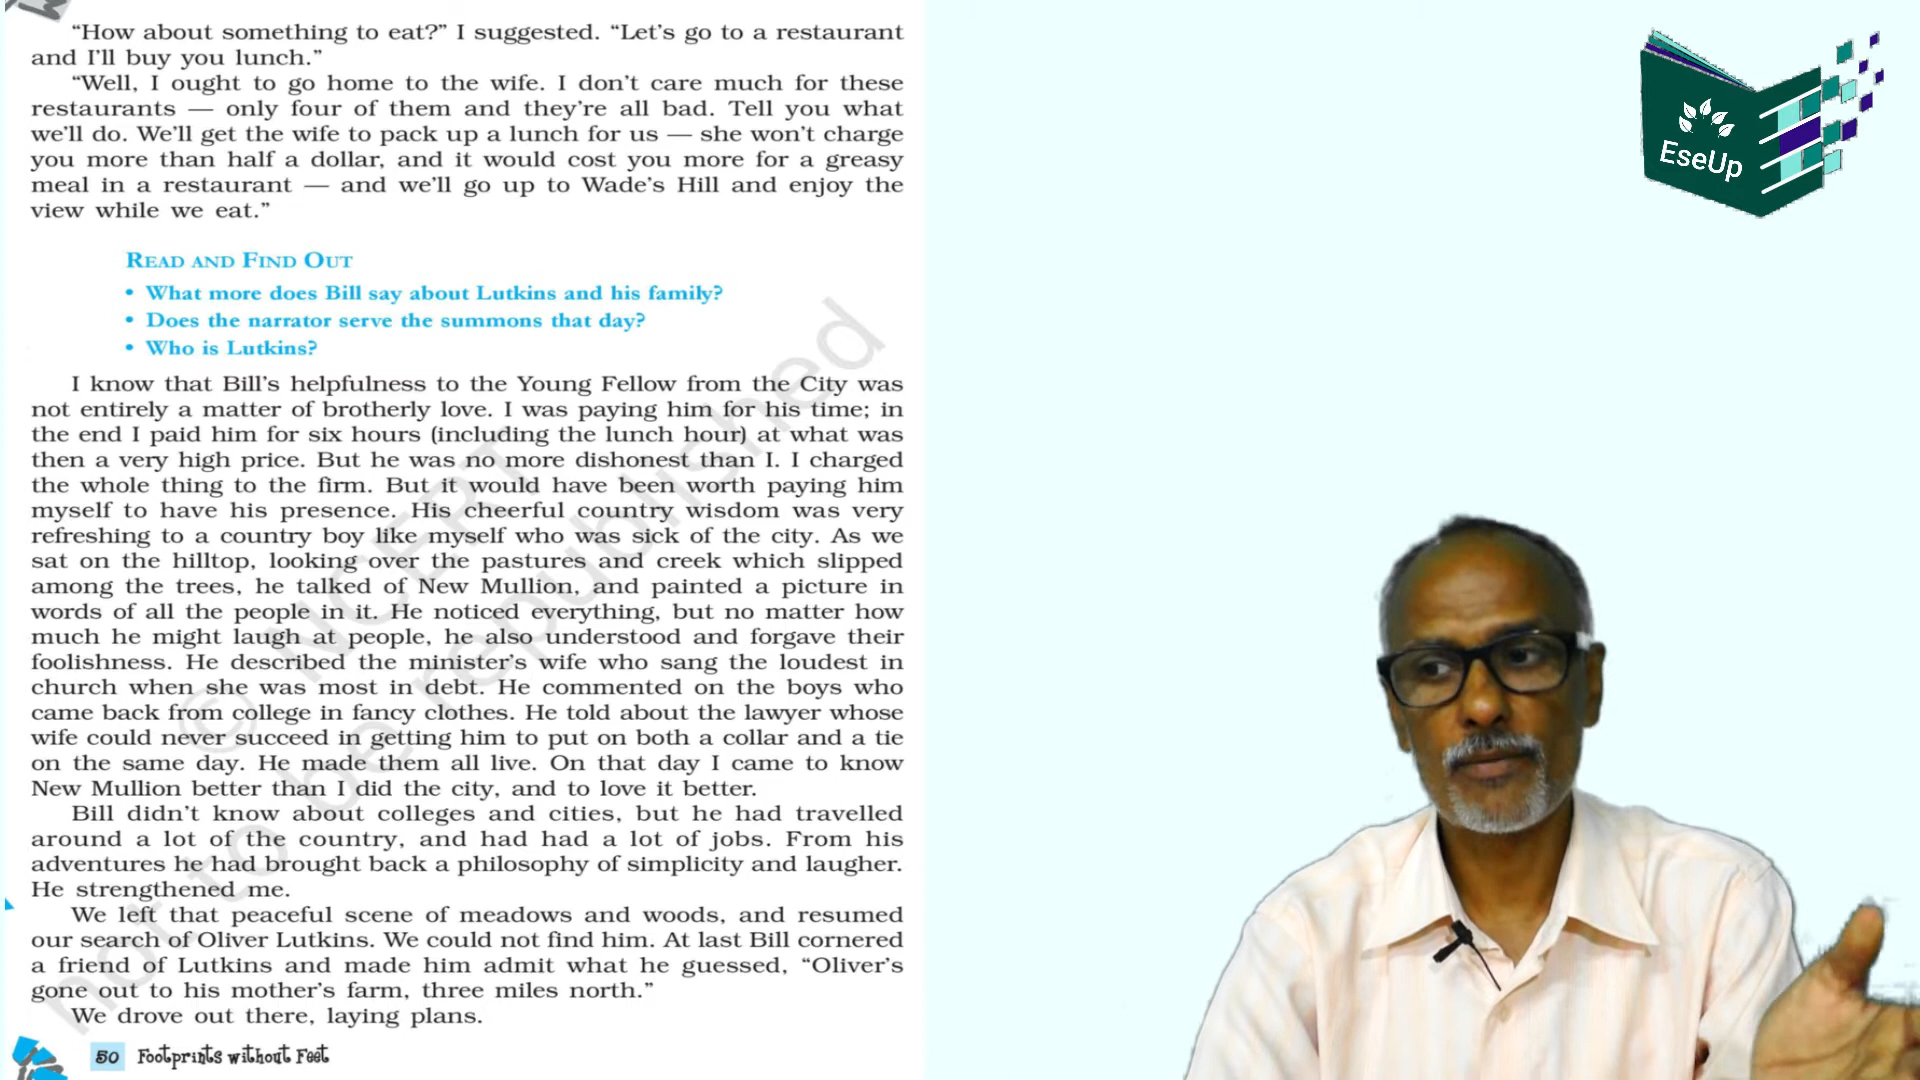 “How about something to eat?” I suggested. “Let’s go to a restaurant
and I’ll buy you lunch.”
“Well, I ought to go home to the wife. I don’t care much for these
restaurants — only four of them and they’re all bad. Tell you what
we’ll do. We’ll get the wife to pack up a lunch for us — she won’t charge
you more than half a dollar, and it would cost you more for a greasy
meal in a restaurant — and we’ll go up to Wade’s Hill and enjoy the
view while we eat.”
READ AND FIND OUT
• What more does Bill say about Lutkins and his family?
• Does the narrator serve the summons that day?
• Who is Lutkins?
I know that Bill’s helpfulness to the Young Fellow from the City was
not entirely a matter of brotherly love. I was paying him for his time; in
the end I paid him for six hours (including the lunch hour) at what was
then a very high price. But he was no more dishonest than I. I charged
the whole thing to the firm. But it would have been worth paying him
myself to have his presence. His cheerful country wisdom was very
refreshing to a country boy like myself who was sick of the city. As we
sat on the hilltop, looking over the pastures and creek which slipped
among the trees, he talked of New Mullion, and painted a picture in
words of all the people in it. He noticed everything, but no matter how
much he might laugh at people, he also understood and forgave their
foolishness. He described the minister’s wife who sang the loudest in
church when she was most in debt. He commented on the boys who
came back from college in fancy clothes. He told about the lawyer whose
wife could never succeed in getting him to put on both a collar and a tie
on the same day. He made them all live. On that day I came to know
New Mullion better than I did the city, and to love it better.
Bill didn’t know about colleges and cities, but he had travelled
around a lot of the country, and had had a lot of jobs. From his
adventures he had brought back a philosophy of simplicity and laugher.
He strengthened me.
We left that peaceful scene of meadows and woods, and resumed
our search of Oliver Lutkins. We could not find him. At last Bill cornered
a friend of Lutkins and made him admit what he guessed, “Oliver’s
gone out to his mother’s farm, three miles north.”
We drove out there, laying plans.
50 Footprints without Feet
© NCERT
not to be republished
EseUp